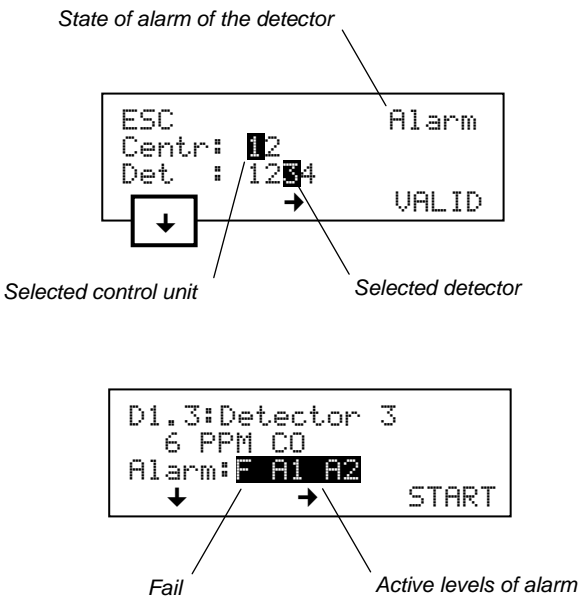 State of alarm of the detector
ESC Alarm
Centr: 12
Det : 1234
→ VALID
↓
Selected control unit Selected detector
D1.3:Detector 3
6 PPM CO
Alarm:F A1 A2
↓ → START
Fail Active levels of alarm